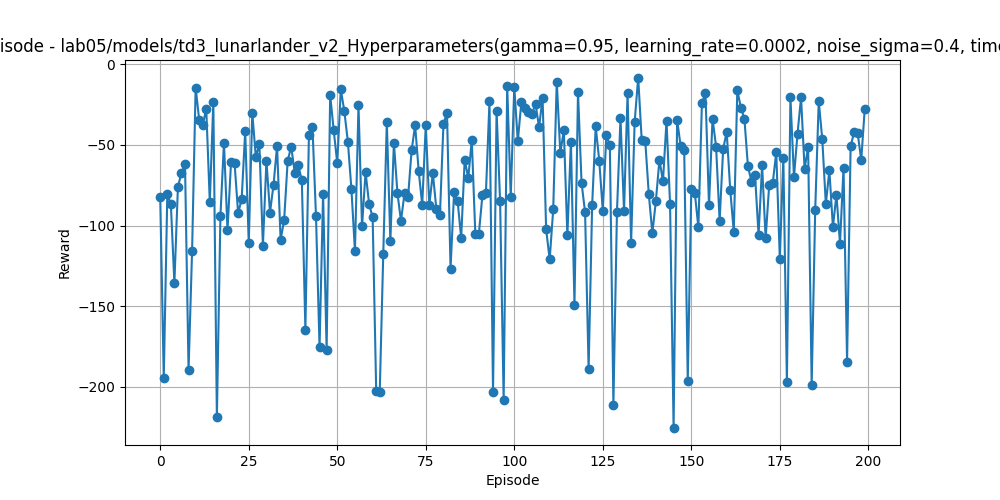 isode - lab05/models/td3_lunarlander_v2_Hyperparameters(gamma=0.95, learning_rate=0.0002, noise_sigma=0.4, time
0
−50
−100
−150
−200
Reward
0 25 50 75 100 125 150 175 200
Episode